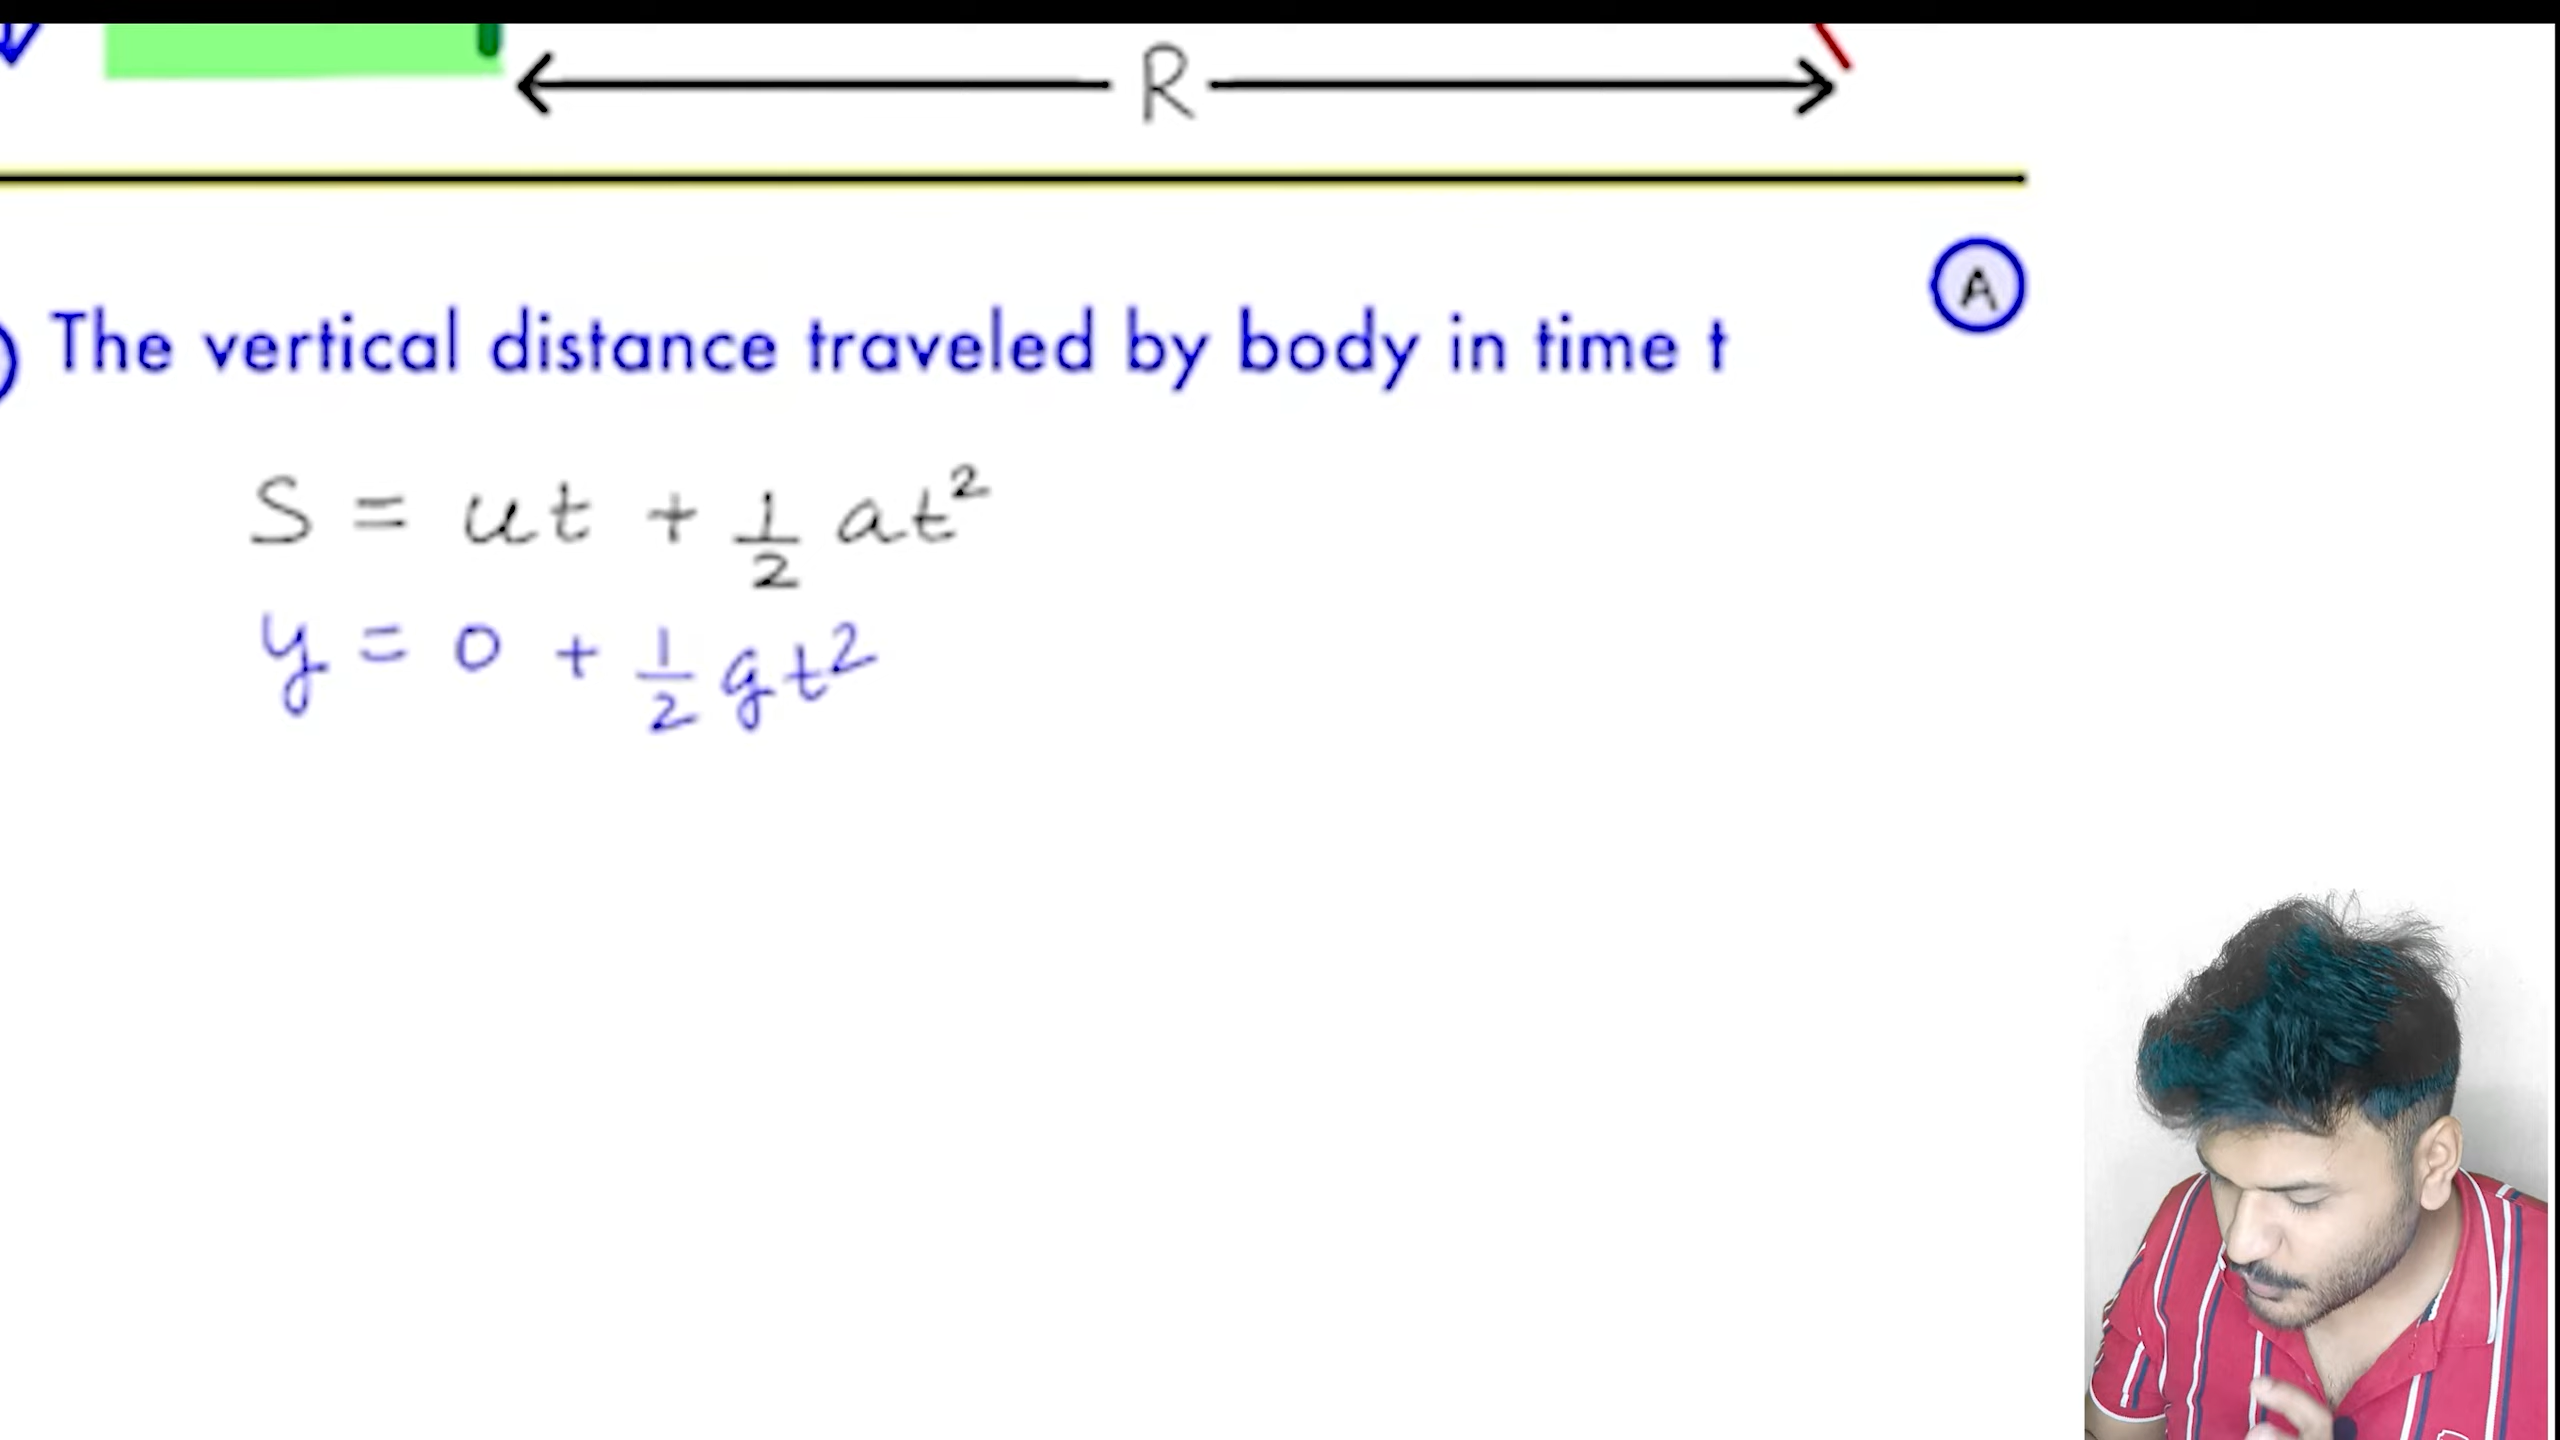 R
A
The vertical distance traveled by body in time t
S = ut + 1/2 at²
y = 0 + 1/2 gt²